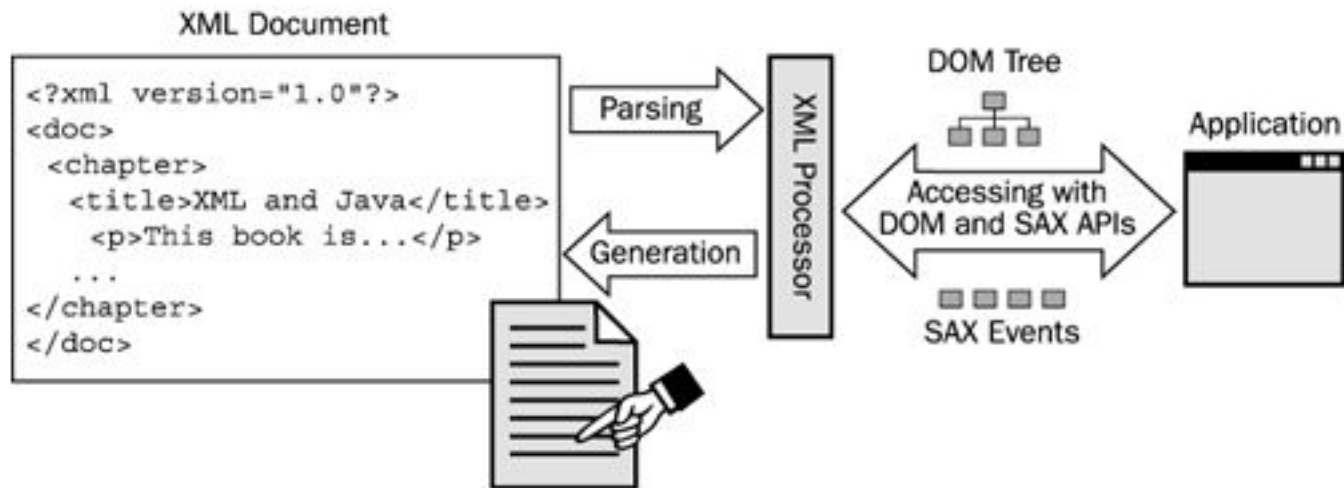 XML Document
<?xml version="1.0"?>
<doc>
<chapter>
<title>XML and Java</title>
<p>This book is...</p>
...
</chapter>
</doc>
Parsing
Generation
XML Processor
DOM Tree
Accessing with
DOM and SAX APIs
SAX Events
Application